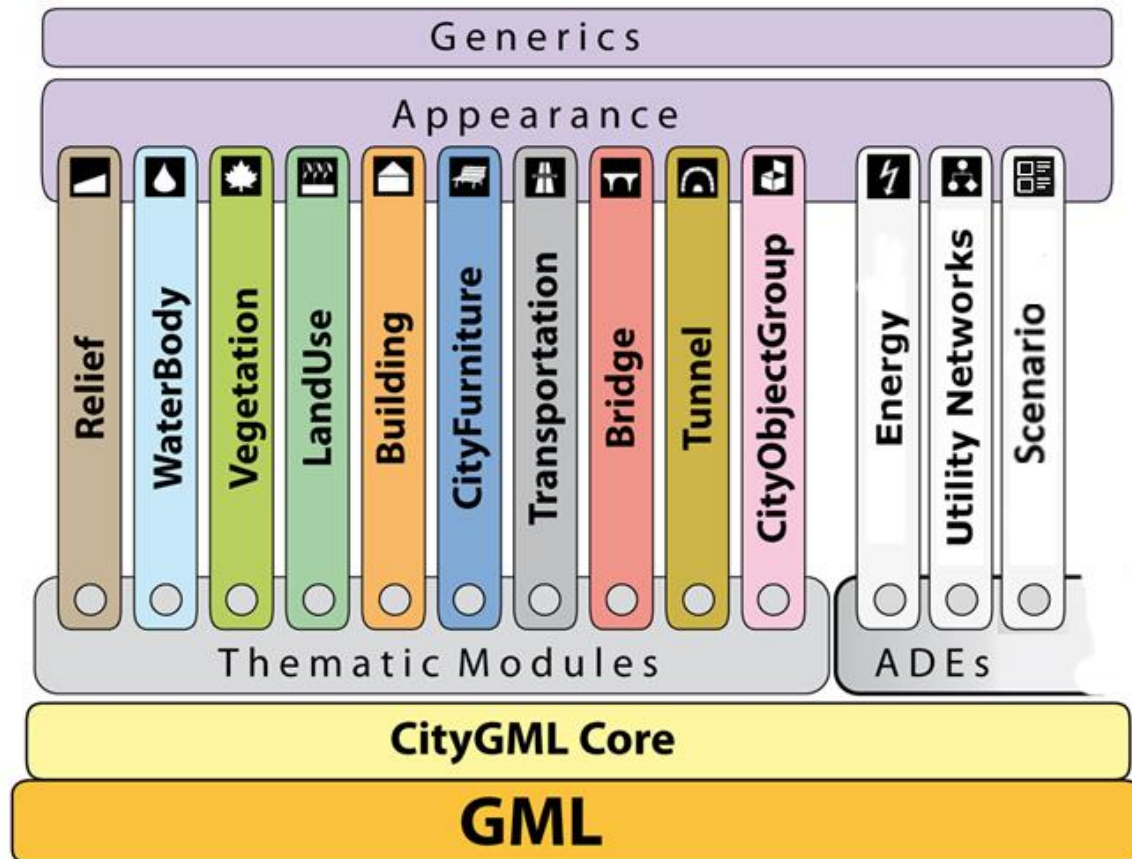 Generics
Appearance
Relief
WaterBody
Vegetation
LandUse
Building
CityFurniture
Transportation
Bridge
Tunnel
CityObjectGroup
Energy
Utility Networks
Scenario
Thematic Modules
ADEs
CityGML Core
GML